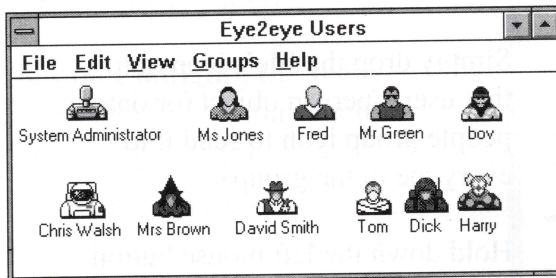 Eye2eye Users
File Edit View Groups Help
System Administrator Ms Jones Fred Mr Green boy
Chris Walsh Mrs Brown David Smith Tom Dick Harry